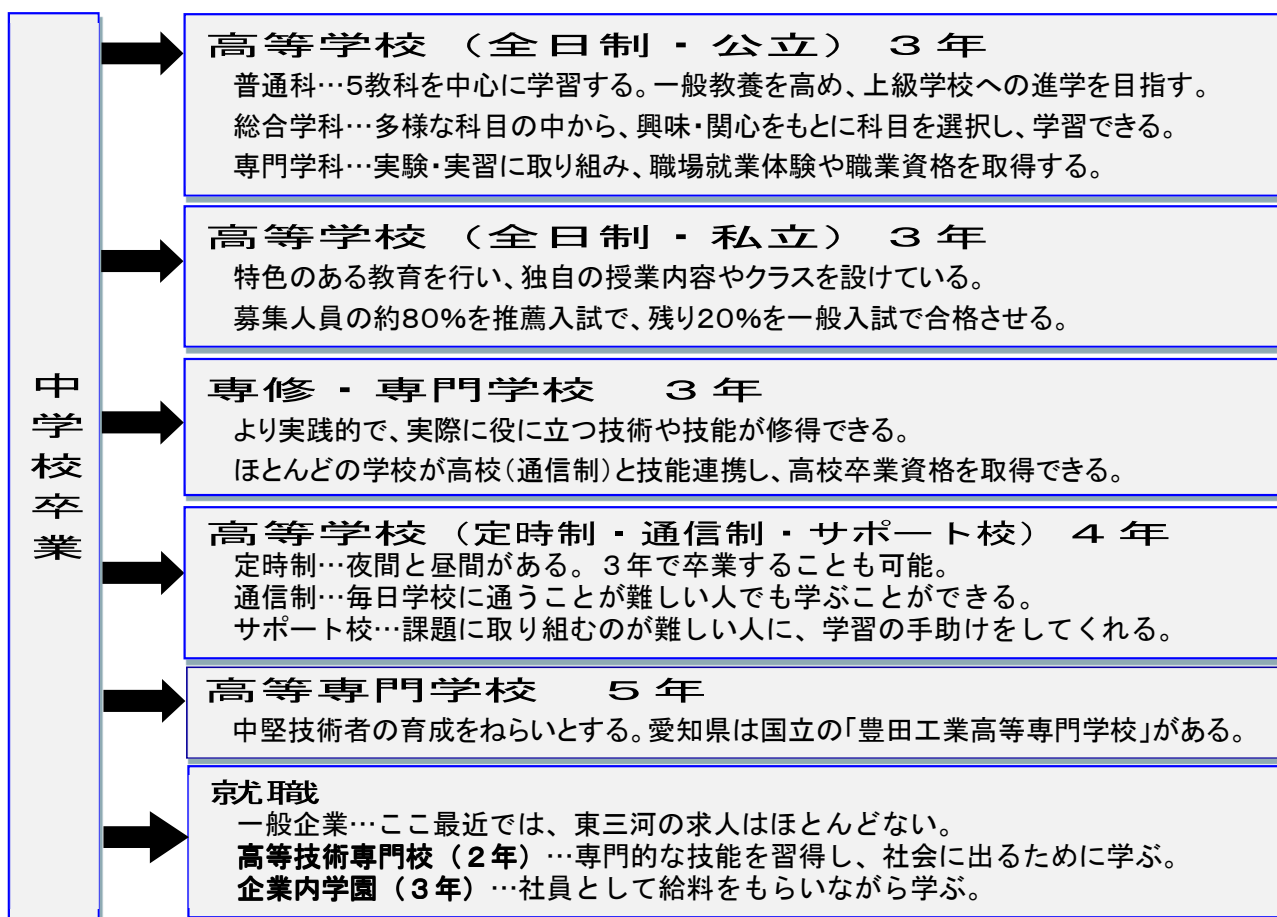 中学校卒業
高等学校（全日制・公立）３年
普通科…５教科を中心に学習する。一般教養を高め、上級学校への進学を目指す。
総合学科…多様な科目の中から、興味・関心をもとに科目を選択し、学習できる。
専門学科…実験・実習に取り組み、職場就業体験や職業資格を取得する。
高等学校（全日制・私立）３年
特色のある教育を行い、独自の授業内容やクラスを設けている。
募集人員の約80％を推薦入試で、残り20％を一般入試で合格させる。
専修・専門学校　３年
より実践的で、実際に役に立つ技術や技能が修得できる。
ほとんどの学校が高校（通信制）と技能連携し、高校卒業資格を取得できる。
高等学校（定時制・通信制・サポート校）４年
定時制…夜間と昼間がある。３年で卒業することも可能。
通信制…毎日学校に通うことが難しい人でも学ぶことができる。
サポート校…課題に取り組むのが難しい人に、学習の手助けをしてくれる。
高等専門学校　５年
中堅技術者の育成をねらいとする。愛知県は国立の「豊田工業高等専門学校」がある。
就職
一般企業…ここ最近では、東三河の求人はほとんどない。
高等技術専門校（２年）…専門的な技能を習得し、社会に出るために学ぶ。
企業内学園（３年）…社員として給料をもらいながら学ぶ。